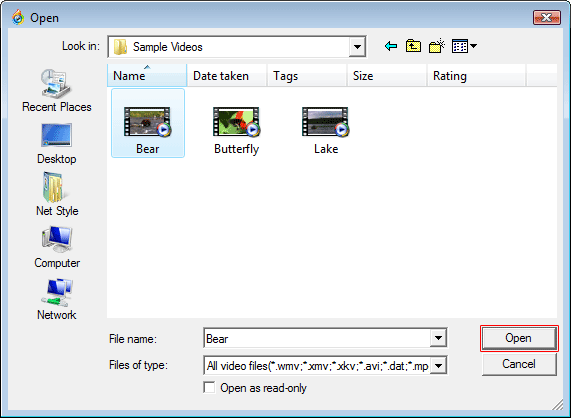 Open
Look in: Sample Videos
Name Date taken Tags Size Rating
Recent Places
Desktop
Net Style
Computer
Network
Bear Butterfly Lake
File name: Bear Open
Files of type: All video files(*.wmv;*.xmv;*.xkv;*.avi;*.dat;*.mp Cancel
Open as read-only